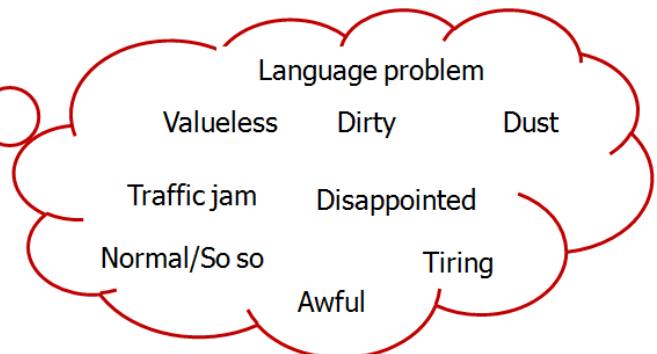 Language problem
Valueless Dirty Dust
Traffic jam Disappointed
Normal/So so Tiring
Awful